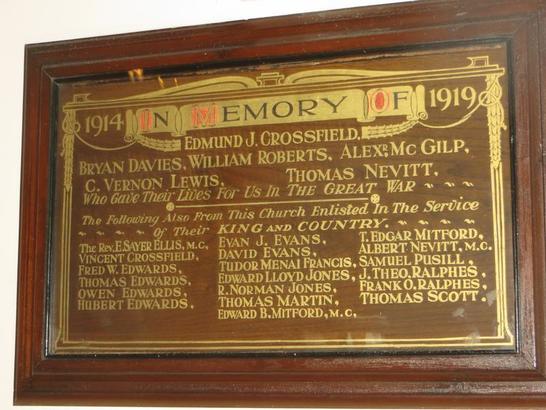 1914 IN MEMORY OF 1919
EDMUND J. CROSSFIELD,
BRYAN DAVIES, WILLIAM ROBERTS, ALEXR. MC GILP,
C. VERNON LEWIS, THOMAS NEVITT.
Who Gave Their Lives For Us IN THE GREAT WAR
The Following Also From This Church Enlisted In The Service
of Their KING AND COUNTRY.
The Rev. E. SAYER ELLIS, M.C.,
VINCENT CROSSFIELD,
FRED W. EDWARDS,
THOMAS EDWARDS,
OWEN EDWARDS,
HUBERT EDWARDS,
EVAN J. EVANS,
DAVID EVANS,
TUDOR MENAI FRANCIS,
EDWARD LLOYD JONES,
R. NORMAN JONES,
THOMAS MARTIN,
EDWARD B. MITFORD, M.C,
T. EDGAR MITFORD,
ALBERT NEVITT, M.C.
SAMUEL PUSILL,
J. THEO. RALPHES,
FRANK O. RALPHES,
THOMAS SCOTT.